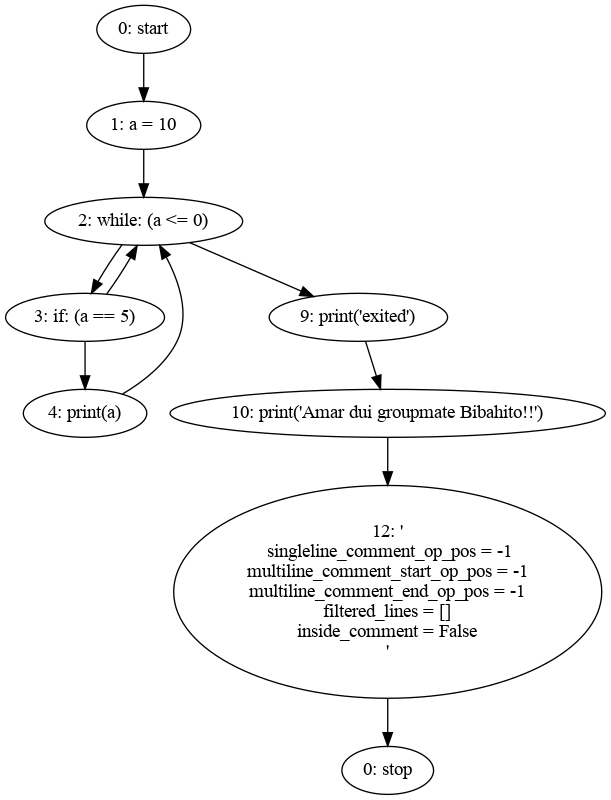 0: start
1: a = 10
2: while: (a <= 0)
3: if: (a == 5)
9: print('exited')
4: print(a)
10: print('Amar dui groupmate Bibahito!!')
12: '
singleline_comment_op_pos = -1
multiline_comment_start_op_pos = -1
multiline_comment_end_op_pos = -1
filtered_lines = []
inside_comment = False
'
0: stop